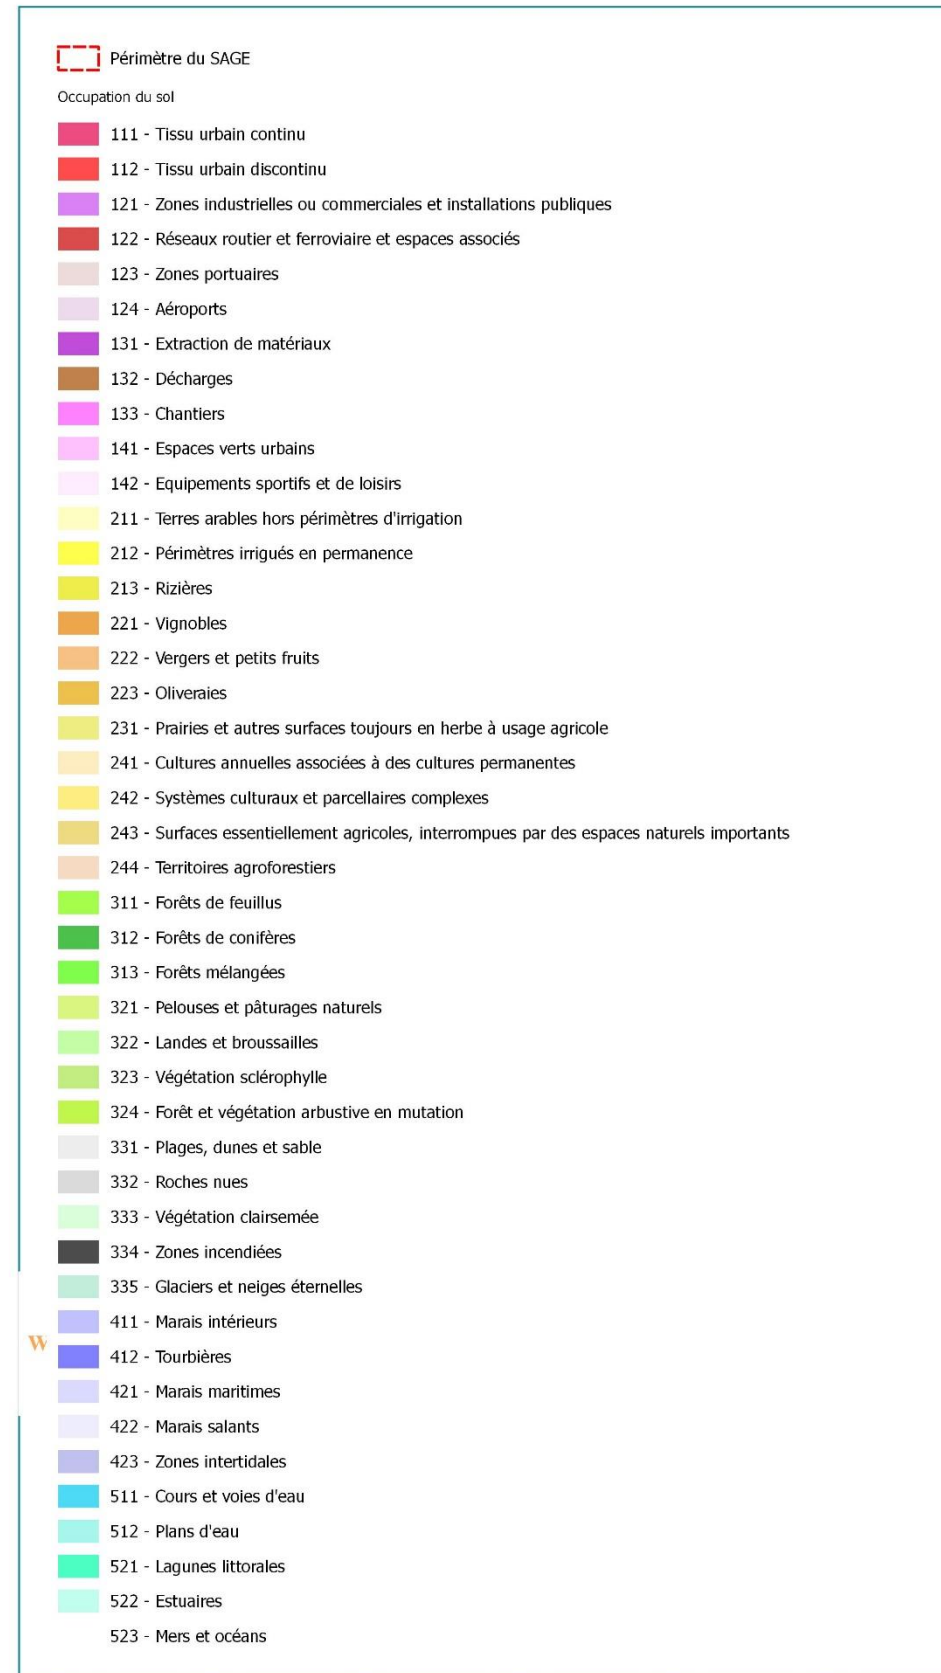 Périmètre du SAGE
Occupation du sol
111 - Tissu urbain continu
112 - Tissu urbain discontinu
121 - Zones industrielles ou commerciales et installations publiques
122 - Réseaux routier et ferroviaire et espaces associés
123 - Zones portuaires
124 - Aéroports
131 - Extraction de matériaux
132 - Décharges
133 - Chantiers
141 - Espaces verts urbains
142 - Equipements sportifs et de loisirs
211 - Terres arables hors périmètres d'irrigation
212 - Périmètres irrigués en permanence
213 - Rizières
221 - Vignobles
222 - Vergers et petits fruits
223 - Oliveraies
231 - Prairies et autres surfaces toujours en herbe à usage agricole
241 - Cultures annuelles associées à des cultures permanentes
242 - Systèmes culturaux et parcellaires complexes
243 - Surfaces essentiellement agricoles, interrompues par des espaces naturels importants
244 - Territoires agroforestiers
311 - Forêts de feuillus
312 - Forêts de conifères
313 - Forêts mélangées
321 - Pelouses et pâturages naturels
322 - Landes et broussailles
323 - Végétation sclérophylle
324 - Forêt et végétation arbustive en mutation
331 - Plages, dunes et sable
332 - Roches nues
333 - Végétation clairsemée
334 - Zones incendiées
335 - Glaciers et neiges éternelles
411 - Marais intérieurs
W
412 - Tourbières
421 - Marais maritimes
422 - Marais salants
423 - Zones intertidales
511 - Cours et voies d'eau
512 - Plans d'eau
521 - Lagunes littorales
522 - Estuaires
523 - Mers et océans